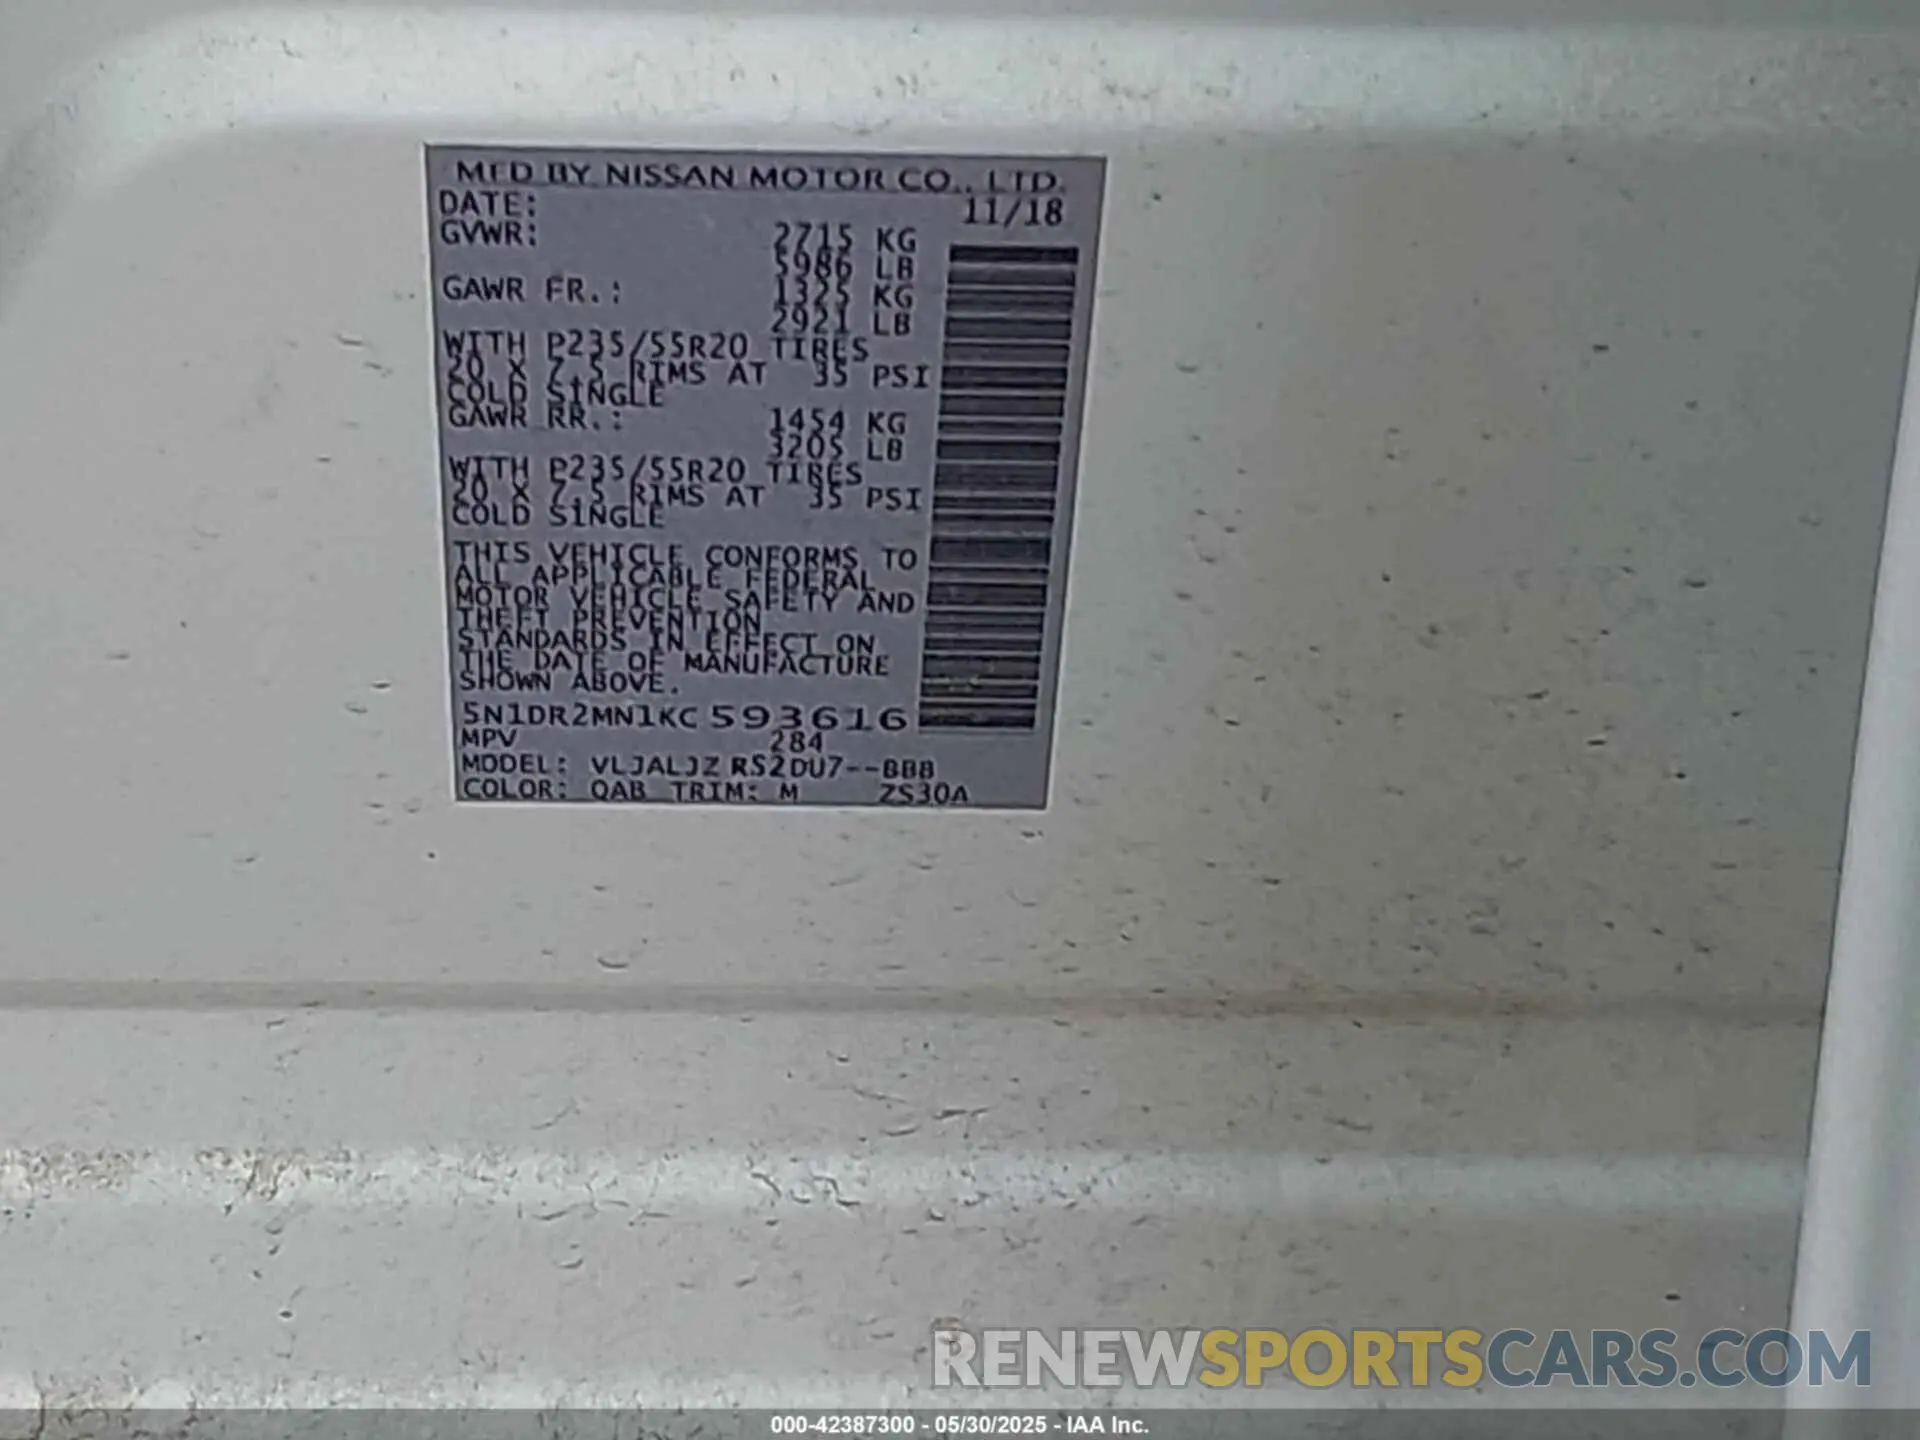 MFD BY NISSAN MOTOR CO., LTD.
DATE: 11/18
GVWR: 2715 KG
5986 LB
GAWR FR.: 1325 KG
2921 LB
WITH P235/55R20 TIRES
20 X 7.5 RIMS AT 35 PSI
COLD SINGLE
GAWR RR.: 1454 KG
3205 LB
WITH P235/55R20 TIRES
20 X 7.5 RIMS AT 35 PSI
COLD SINGLE
THIS VEHICLE CONFORMS TO
ALL APPLICABLE FEDERAL
MOTOR VEHICLE SAFETY AND
THEFT PREVENTION
STANDARDS IN EFFECT ON
THE DATE OF MANUFACTURE
SHOWN ABOVE.
5N1DR2MN1KC593616
MPV 284
MODEL: VLJALJZ RS2DU7--BBB
COLOR: QAB TRIM: M ZS30A
RENEWSPORTSCARS.COM
000-42387300 - 05/30/2025 - IAA Inc.